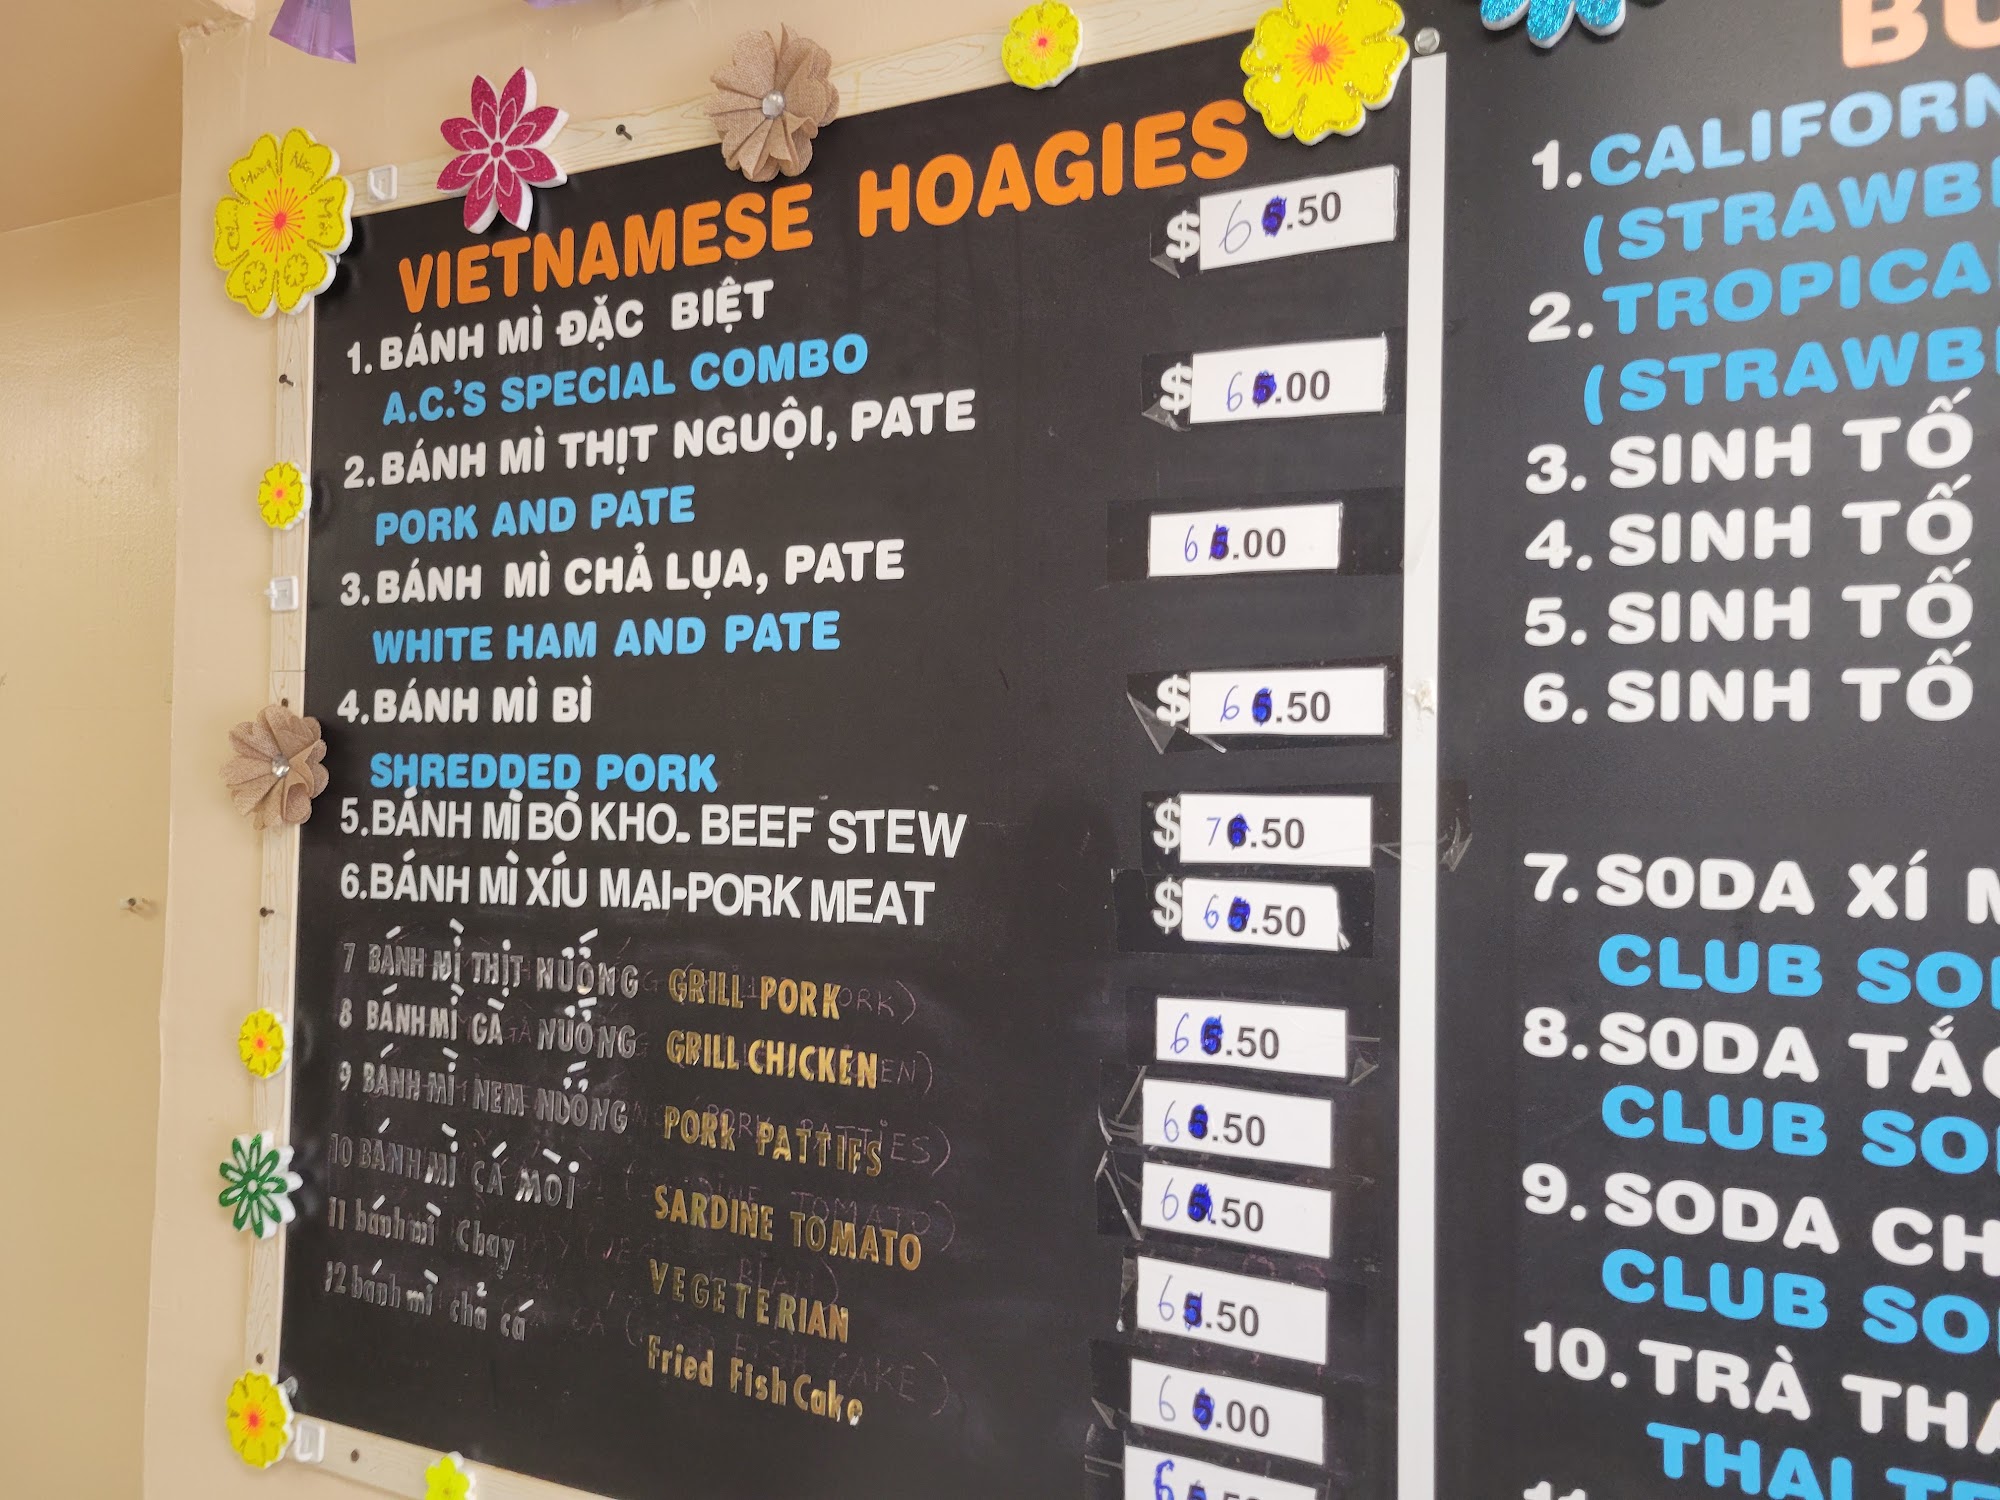 VIETNAMESE HOAGIES
1. BÁNH MÌ ĐẶC BIỆT $ 6.50
A.C.'S SPECIAL COMBO
2. BÁNH MÌ THỊT NGUỘI, PATE $ 6.00
PORK AND PATE
3. BÁNH MÌ CHẢ LỤA, PATE 6.00
WHITE HAM AND PATE
4. BÁNH MÌ BÌ $ 6.50
SHREDDED PORK
5. BÁNH MÌ BÒ KHO- BEEF STEW $ 7.50
6. BÁNH MÌ XÍU MẠI-PORK MEAT $ 6.50
7 BÁNH MÌ THỊT NƯỚNG GRILL PORK 6.50
8 BÁNH MÌ GÀ NƯỚNG GRILL CHICKEN 6.50
9 BÁNH MÌ NEM NƯỚNG PORK PATTIES 6.50
10 BÁNH MÌ CÁ MÒI SARDINE TOMATO 6.50
11 bánh mì Chay VEGETERIAN 6.00
12 bánh mì chả cá Fried Fish Cake
1. CALIFORN
(STRAWB
2. TROPICA
(STRAWB
3. SINH TỐ
4. SINH TỐ
5. SINH TỐ
6. SINH TỐ
7. SODA XÍ
CLUB SO
8. SODA TẮ
CLUB SO
9. SODA CH
CLUB SO
10. TRÀ THA
THAI TE